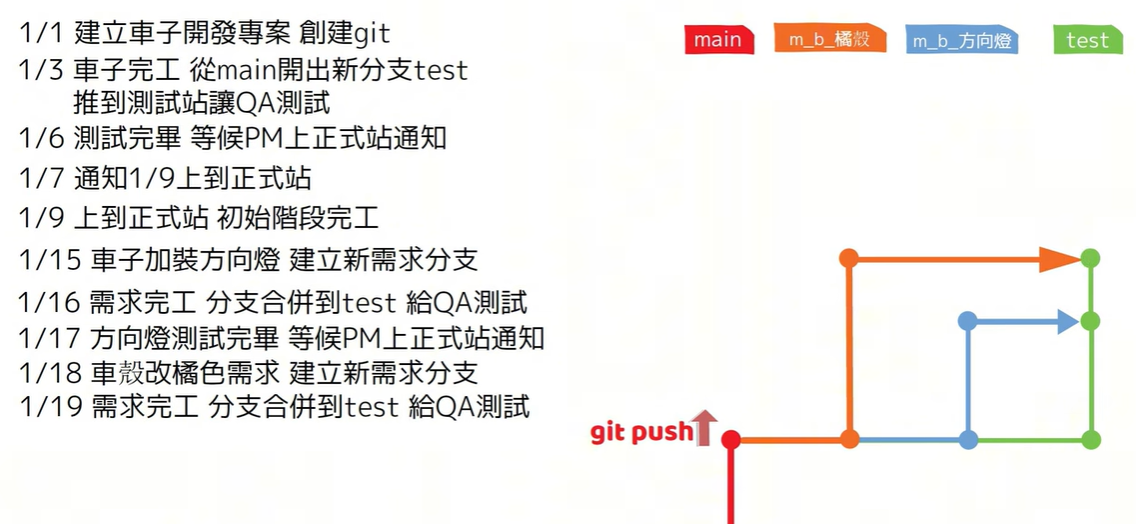 1/1 建立車子開發專案 創建git
1/3 車子完工 從main開出新分支test
推到測試站讓QA測試
1/6 測試完畢 等候PM上正式站通知
1/7 通知1/9上到正式站
1/9 上到正式站 初始階段完工
1/15 車子加裝方向燈 建立新需求分支
1/16 需求完工 分支合併到test 給QA測試
1/17 方向燈測試完畢 等候PM上正式站通知
1/18 車殼改橘色需求 建立新需求分支
1/19 需求完工 分支合併到test 給QA測試
main
m_b_橘殼
m_b_方向燈
test
git push